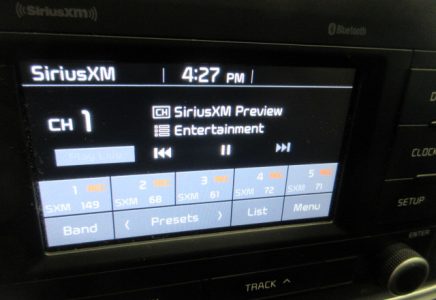 ((SiriusXM))
Bluetooth
SiriusXM | 4:27 PM |
CH 1
CH SiriusXM Preview
Entertainment
1 2 3 4 5
SXM 149 SXM 68 SXM 61 SXM 72 SXM 71
Band Presets List Menu
CLOCK
SETUP
ENTER
TRACK